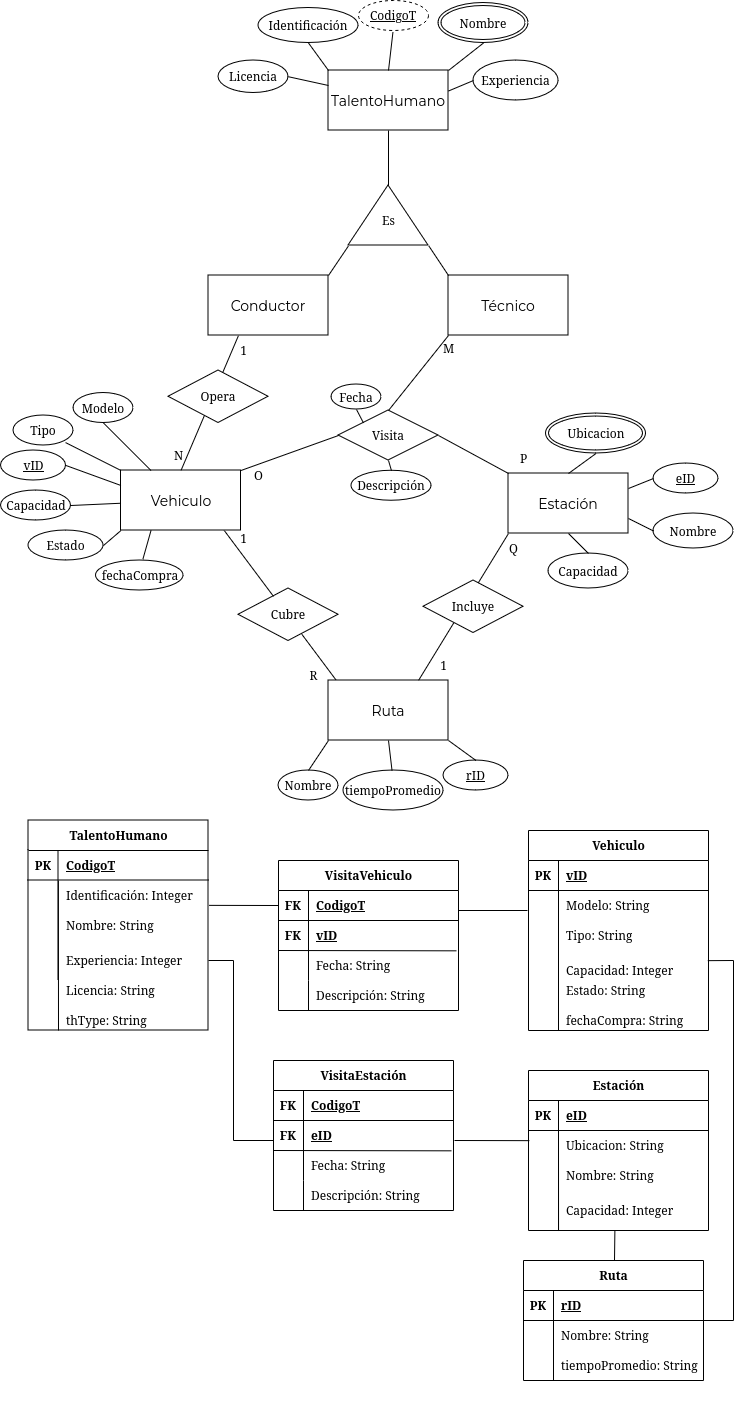 CodigoT
Identificación
Nombre
Licencia
Experiencia
TalentoHumano
Es
Conductor
Técnico
1
M
Opera
Fecha
Modelo
Tipo
Visita
Ubicacion
N
P
vID
O
eID
Capacidad
Vehiculo
Descripción
Estación
Estado
Nombre
1
Q
fechaCompra
Capacidad
Cubre
Incluye
R
1
Ruta
Nombre
tiempoPromedio
rID
TalentoHumano
PK CodigoT
Identificación: Integer
Nombre: String
Experiencia: Integer
Licencia: String
thType: String
VisitaVehiculo
FK CodigoT
FK vID
Fecha: String
Descripción: String
Vehiculo
PK vID
Modelo: String
Tipo: String
Capacidad: Integer
Estado: String
fechaCompra: String
VisitaEstación
FK CodigoT
FK eID
Fecha: String
Descripción: String
Estación
PK eID
Ubicacion: String
Nombre: String
Capacidad: Integer
Ruta
PK rID
Nombre: String
tiempoPromedio: String